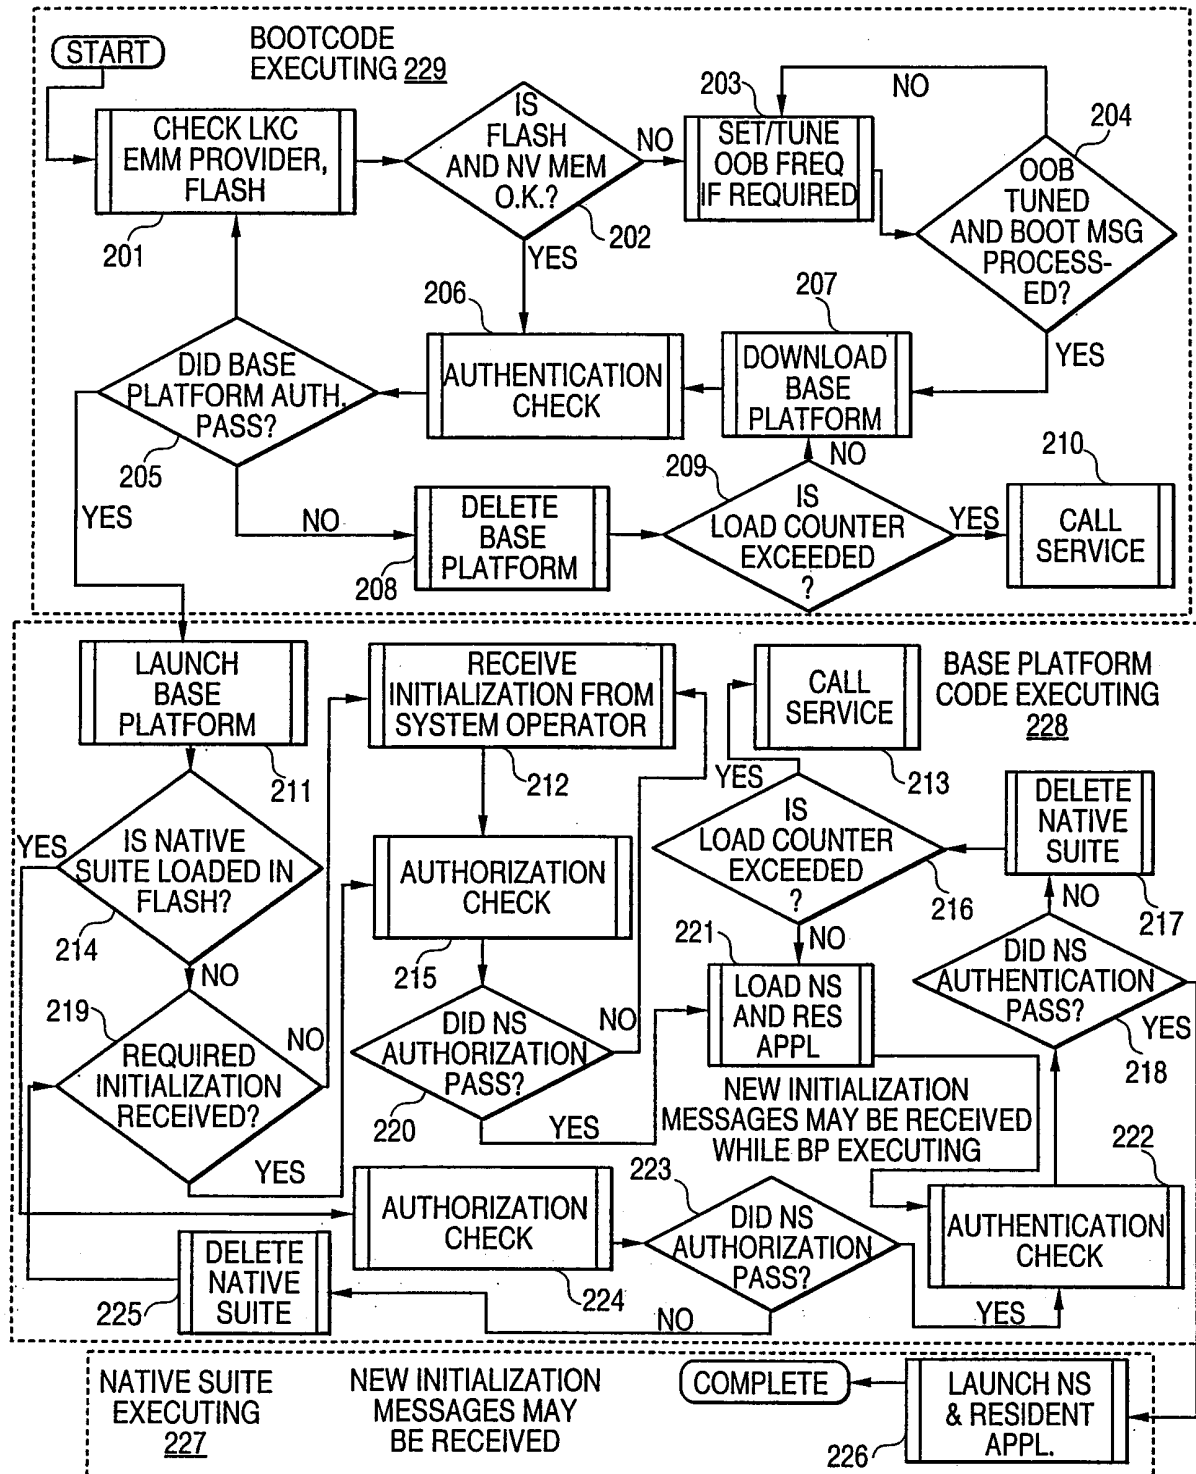 START
BOOTCODE
EXECUTING 229
CHECK LKC
EMM PROVIDER,
FLASH
201
IS
FLASH
AND NV MEM
O.K.?
202
NO
YES
203
SET/TUNE
OOB FREQ
IF REQUIRED
NO
204
OOB
TUNED
AND BOOT MSG
PROCESS-
ED?
YES
206
AUTHENTICATION
CHECK
207
DOWNLOAD
BASE
PLATFORM
DID BASE
PLATFORM AUTH.
PASS?
205
YES
NO
DELETE
BASE
PLATFORM
208
209
NO
IS
LOAD COUNTER
EXCEEDED
?
YES
210
CALL
SERVICE
LAUNCH
BASE
PLATFORM
211
RECEIVE
INITIALIZATION FROM
SYSTEM OPERATOR
212
CALL
SERVICE
213
BASE PLATFORM
CODE EXECUTING
228
YES
IS NATIVE
SUITE LOADED IN
FLASH?
214
NO
AUTHORIZATION
CHECK
215
YES
IS
LOAD COUNTER
EXCEEDED
?
216
NO
DELETE
NATIVE
SUITE
217
NO
219
REQUIRED
INITIALIZATION
RECEIVED?
NO
YES
DID NS
AUTHORIZATION
PASS?
220
NO
YES
221
LOAD NS
AND RES
APPL
DID NS
AUTHENTICATION
PASS?
218
YES
NEW INITIALIZATION
MESSAGES MAY BE RECEIVED
WHILE BP EXECUTING
AUTHORIZATION
CHECK
224
223
DID NS
AUTHORIZATION
PASS?
NO
YES
222
AUTHENTICATION
CHECK
DELETE
NATIVE
SUITE
225
NATIVE SUITE
EXECUTING
227
NEW INITIALIZATION
MESSAGES MAY
BE RECEIVED
COMPLETE
LAUNCH NS
& RESIDENT
APPL.
226